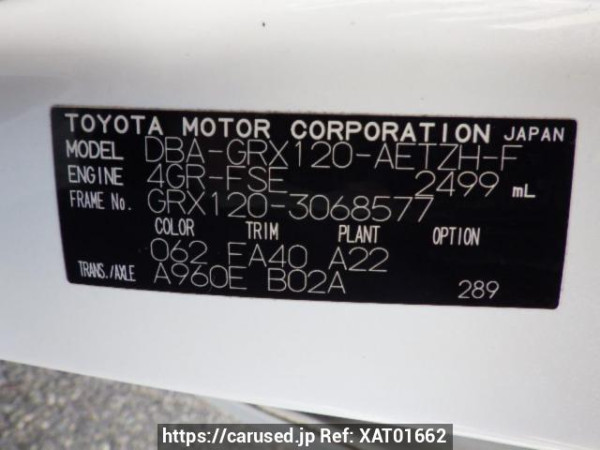 TOYOTA MOTOR CORPORATION JAPAN
MODEL DBA-GRX120-AETZH-F
ENGINE 4GR-FSE 2499 mL
FRAME No. GRX120-3068577
COLOR TRIM PLANT OPTION
062 FA40 A22
TRANS./AXLE A960E B02A 289
https://carused.jp Ref: XAT01662